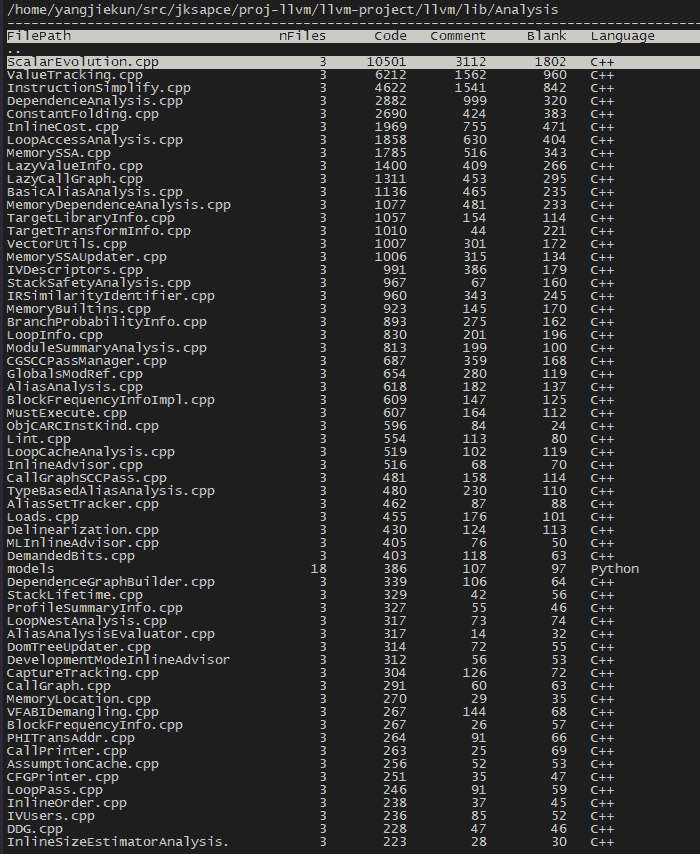 /home/yangjiekun/src/jksapce/proj-llvm/llvm-project/llvm/lib/Analysis
FilePath nFiles Code Comment Blank Language
..
ScalarEvolution.cpp 3 10501 3112 1802 C++
ValueTracking.cpp 3 6212 1562 960 C++
InstructionSimplify.cpp 3 4622 1541 842 C++
DependenceAnalysis.cpp 3 2882 999 320 C++
ConstantFolding.cpp 3 2690 424 383 C++
InlineCost.cpp 3 1969 755 471 C++
LoopAccessAnalysis.cpp 3 1858 630 404 C++
MemorySSA.cpp 3 1785 516 343 C++
LazyValueInfo.cpp 3 1400 409 266 C++
LazyCallGraph.cpp 3 1311 453 295 C++
BasicAliasAnalysis.cpp 3 1136 465 235 C++
MemoryDependenceAnalysis.cpp 3 1077 481 233 C++
TargetLibraryInfo.cpp 3 1057 154 114 C++
TargetTransformInfo.cpp 3 1010 44 221 C++
VectorUtils.cpp 3 1007 301 172 C++
MemorySSAUpdater.cpp 3 1006 315 134 C++
IVDescriptors.cpp 3 991 386 179 C++
StackSafetyAnalysis.cpp 3 967 67 160 C++
IRSimilarityIdentifier.cpp 3 960 343 245 C++
MemoryBuiltins.cpp 3 923 145 170 C++
BranchProbabilityInfo.cpp 3 893 275 162 C++
LoopInfo.cpp 3 830 201 196 C++
ModuleSummaryAnalysis.cpp 3 813 199 100 C++
CGSCCPassManager.cpp 3 687 359 168 C++
GlobalsModRef.cpp 3 654 280 119 C++
AliasAnalysis.cpp 3 618 182 137 C++
BlockFrequencyInfoImpl.cpp 3 609 147 125 C++
MustExecute.cpp 3 607 164 112 C++
ObjCARCInstKind.cpp 3 596 84 24 C++
Lint.cpp 3 554 113 80 C++
LoopCacheAnalysis.cpp 3 519 102 119 C++
InlineAdvisor.cpp 3 516 68 70 C++
CallGraphSCCPass.cpp 3 481 158 114 C++
TypeBasedAliasAnalysis.cpp 3 480 230 110 C++
AliasSetTracker.cpp 3 462 87 88 C++
Loads.cpp 3 455 176 101 C++
Delinearization.cpp 3 430 124 113 C++
MLInlineAdvisor.cpp 3 405 76 50 C++
DemandedBits.cpp 3 403 118 63 C++
models 18 386 107 97 Python
DependenceGraphBuilder.cpp 3 339 106 64 C++
StackLifetime.cpp 3 329 42 56 C++
ProfileSummaryInfo.cpp 3 327 55 46 C++
LoopNestAnalysis.cpp 3 317 73 74 C++
AliasAnalysisEvaluator.cpp 3 317 14 32 C++
DomTreeUpdater.cpp 3 314 72 55 C++
DevelopmentModeInlineAdvisor 3 312 56 53 C++
CaptureTracking.cpp 3 304 126 72 C++
CallGraph.cpp 3 291 60 63 C++
MemoryLocation.cpp 3 270 29 35 C++
VFABIDemangling.cpp 3 267 144 68 C++
BlockFrequencyInfo.cpp 3 267 26 57 C++
PHITransAddr.cpp 3 264 91 66 C++
CallPrinter.cpp 3 263 25 69 C++
AssumptionCache.cpp 3 256 52 53 C++
CFGPrinter.cpp 3 251 35 47 C++
LoopPass.cpp 3 246 91 59 C++
InlineOrder.cpp 3 238 37 45 C++
IVUsers.cpp 3 236 85 52 C++
DDG.cpp 3 228 47 46 C++
InlineSizeEstimatorAnalysis. 3 223 28 30 C++